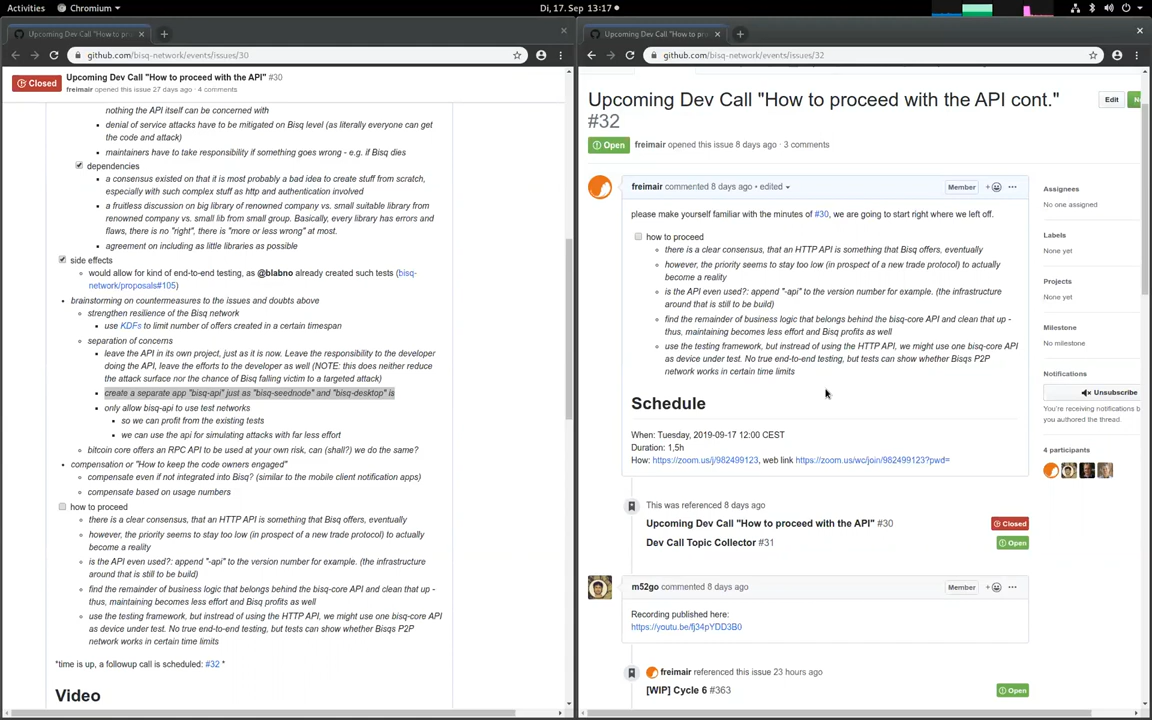 Activities
Chromium
Di, 17. Sep 13:17
Upcoming Dev Call "How to pr
github.com/bisq-network/events/issues/30
Closed
Upcoming Dev Call "How to proceed with the API" #30
freimair opened this issue 27 days ago · 4 comments
nothing the API itself can be concerned with
denial of service attacks have to be mitigated on Bisq level (as literally everyone can get
the code and attack)
maintainers have to take responsibility if something goes wrong - e.g. if Bisq dies
dependencies
a consensus existed on that it is most probably a bad idea to create stuff from scratch,
especially with such complex stuff as http and authentication involved
a fruitless discussion on big library of renowned company vs. small suitable library from
renowned company vs. small lib from small group. Basically, every library has errors and
flaws, there is no "right", there is "more or less wrong" at most.
agreement on including as little libraries as possible
side effects
would allow for kind of end-to-end testing, as @blabno already created such tests (bisq-
network/proposals#105)
brainstorming on countermeasures to the issues and doubts above
strengthen resilience of the Bisq network
use KDFs to limit number of offers created in a certain timespan
separation of concerns
leave the API in its own project, just as it is now. Leave the responsibility to the developer
doing the API, leave the efforts to the developer as well (NOTE: this does neither reduce
the attack surface nor the chance of Bisq falling victim to a targeted attack)
create a separate app "bisq-api" just as "bisq-seednode" and "bisq-desktop" is
only allow bisq-api to use test networks
so we can profit from the existing tests
we can use the api for simulating attacks with far less effort
bitcoin core offers an RPC API to be used at your own risk, can (shall?) we do the same?
compensation or "How to keep the code owners engaged"
compensate even if not integrated into Bisq? (similar to the mobile client notification apps)
compensate based on usage numbers
how to proceed
there is a clear consensus, that an HTTP API is something that Bisq offers, eventually
however, the priority seems to stay too low (in prospect of a new trade protocol) to actually
become a reality
is the API even used?: append "-api" to the version number for example. (the infrastructure
around that is still to be build)
find the remainder of business logic that belongs behind the bisq-core API and clean that up -
thus, maintaining becomes less effort and Bisq profits as well
use the testing framework, but instead of using the HTTP API, we might use one bisq-core API
as device under test. No true end-to-end testing, but tests can show whether Bisqs P2P
network works in certain time limits
*time is up, a followup call is scheduled: #32 *
Video
Upcoming Dev Call "How to pr
github.com/bisq-network/events/issues/32
Upcoming Dev Call "How to proceed with the API cont."
#32
Edit
Open
freimair opened this issue 8 days ago · 3 comments
freimair commented 8 days ago · edited
Member
please make yourself familiar with the minutes of #30, we are going to start right where we left off.
how to proceed
there is a clear consensus, that an HTTP API is something that Bisq offers, eventually
however, the priority seems to stay too low (in prospect of a new trade protocol) to actually
become a reality
is the API even used?: append "-api" to the version number for example. (the infrastructure
around that is still to be build)
find the remainder of business logic that belongs behind the bisq-core API and clean that up -
thus, maintaining becomes less effort and Bisq profits as well
use the testing framework, but instead of using the HTTP API, we might use one bisq-core API
as device under test. No true end-to-end testing, but tests can show whether Bisqs P2P
network works in certain time limits
Schedule
When: Tuesday, 2019-09-17 12:00 CEST
Duration: 1,5h
How: https://zoom.us/j/982499123, web link https://zoom.us/wc/join/982499123?pwd=
This was referenced 8 days ago
Upcoming Dev Call "How to proceed with the API" #30
Closed
Dev Call Topic Collector #31
Open
m52go commented 8 days ago
Member
Recording published here:
https://youtu.be/fj34pYDD3B0
freimair referenced this issue 23 hours ago
[WIP] Cycle 6 #363
Open
Assignees
No one assigned
Labels
None yet
Projects
None yet
Milestone
No milestone
Notifications
Unsubscribe
You're receiving notifications b
you authored the thread.
4 participants